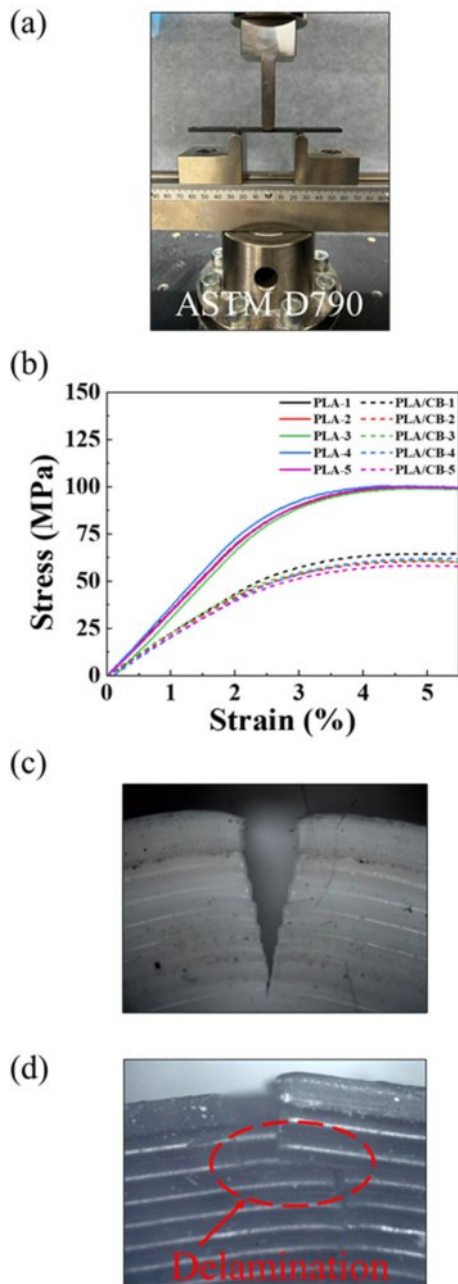 (a)
ASTM D790
(b)
150
125
100
75
50
25
0
Stress (MPa)
PLA-1
PLA-2
PLA-3
PLA-4
PLA-5
PLA/CB-1
PLA/CB-2
PLA/CB-3
PLA/CB-4
PLA/CB-5
0 1 2 3 4 5
Strain (%)
(c)
(d)
Delamination